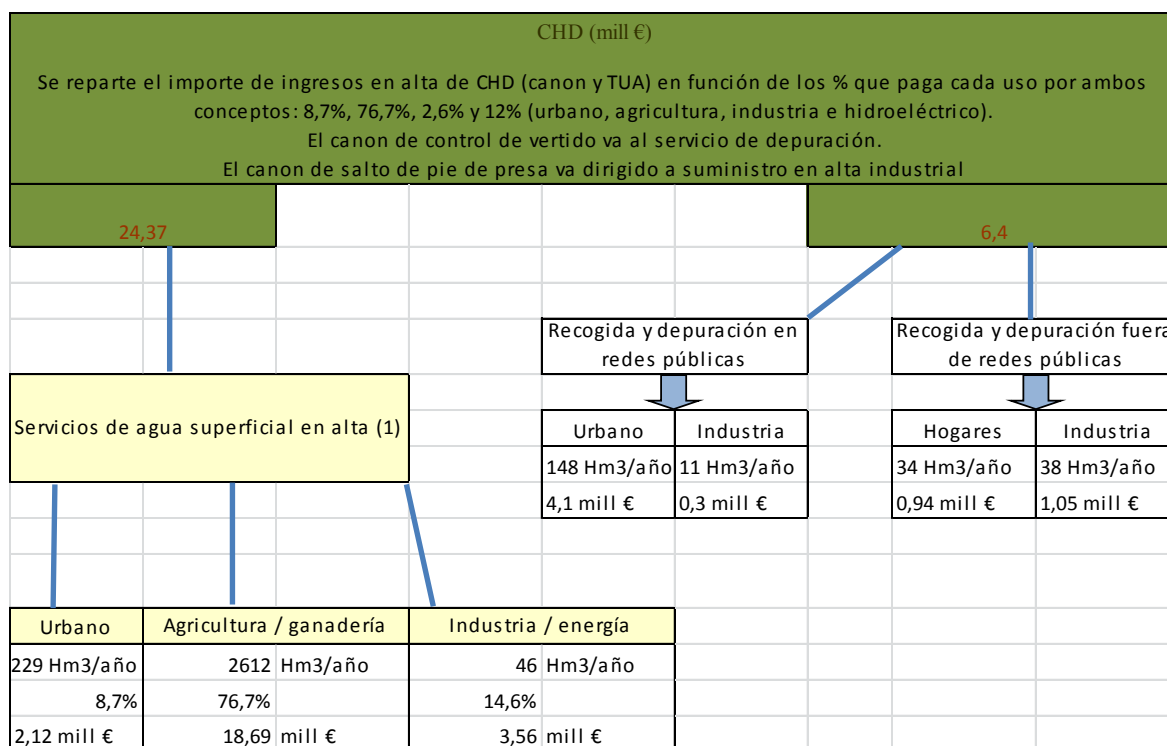 CHD (mill €)
Se reparte el importe de ingresos en alta de CHD (canon y TUA) en función de los % que paga cada uso por ambos
conceptos: 8,7%, 76,7%, 2,6% y 12% (urbano, agricultura, industria e hidroeléctrico).
El canon de control de vertido va al servicio de depuración.
El canon de salto de pie de presa va dirigido a suministro en alta industrial
24,37
6,4
Recogida y depuración en
redes públicas
Recogida y depuración fuera
de redes públicas
Servicios de agua superficial en alta (1)
Urbano Industria Hogares Industria
148 Hm3/año 11 Hm3/año 34 Hm3/año 38 Hm3/año
4,1 mill € 0,3 mill € 0,94 mill € 1,05 mill €
Urbano Agricultura / ganadería Industria / energía
229 Hm3/año 2612 Hm3/año 46 Hm3/año
8,7% 76,7% 14,6%
2,12 mill € 18,69 mill € 3,56 mill €